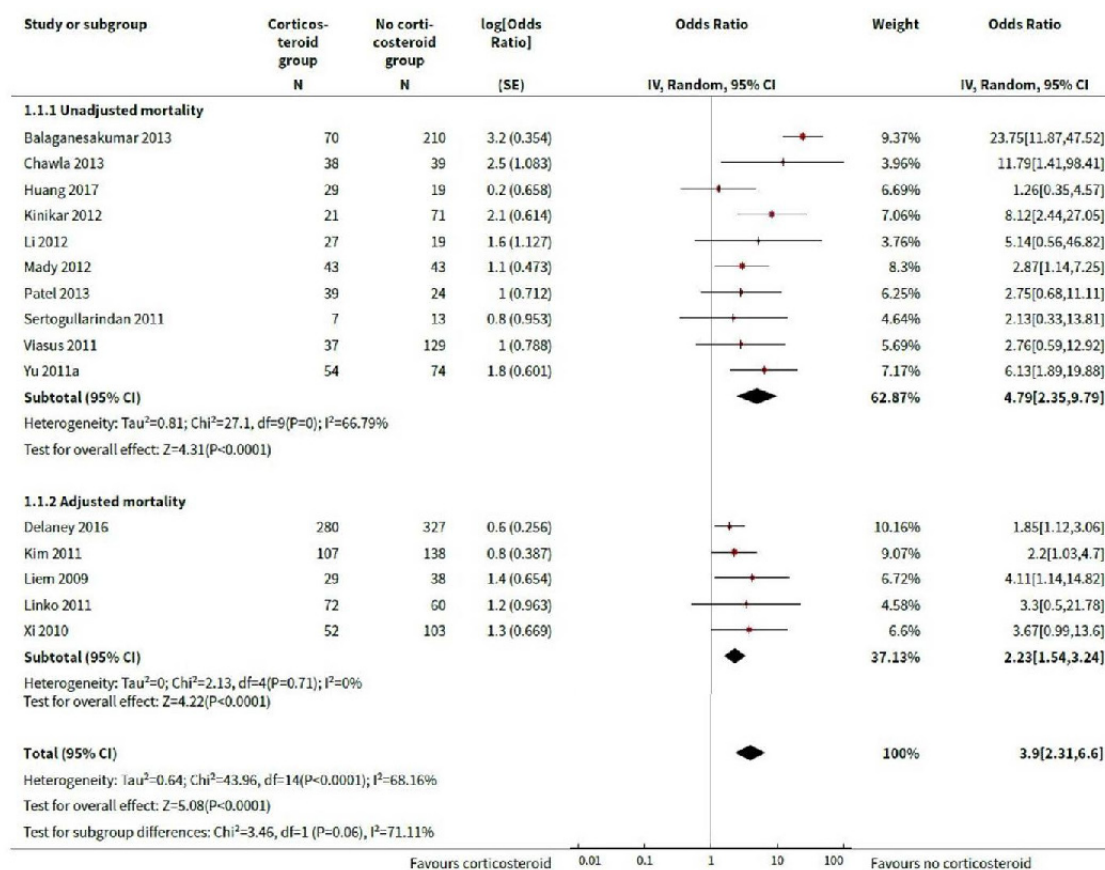 Study or subgroup Corticos- No corti- log[Odds Odds Ratio Weight Odds Ratio
teroid costeroid Ratio]
group group
N N (SE) IV, Random, 95% CI IV, Random, 95% CI
1.1.1 Unadjusted mortality
Balaganesakumar 2013 70 210 3.2 (0.354) 9.37% 23.75[11.87,47.52]
Chawla 2013 38 39 2.5 (1.083) 3.96% 11.79[1.41,98.41]
Huang 2017 29 19 0.2 (0.658) 6.69% 1.26[0.35,4.57]
Kinikar 2012 21 71 2.1 (0.614) 7.06% 8.12[2.44,27.05]
Li 2012 27 19 1.6 (1.127) 3.76% 5.14[0.56,46.82]
Mady 2012 43 43 1.1 (0.473) 8.3% 2.87[1.14,7.25]
Patel 2013 39 24 1 (0.712) 6.25% 2.75[0.68,11.11]
Sertogullarindan 2011 7 13 0.8 (0.953) 4.64% 2.13[0.33,13.81]
Viasus 2011 37 129 1 (0.788) 5.69% 2.76[0.59,12.92]
Yu 2011a 54 74 1.8 (0.601) 7.17% 6.13[1.89,19.88]
Subtotal (95% CI) 62.87% 4.79[2.35,9.79]
Heterogeneity: Tau²=0.81; Chi²=27.1, df=9(P=0); I²=66.79%
Test for overall effect: Z=4.31(P<0.0001)
1.1.2 Adjusted mortality
Delaney 2016 280 327 0.6 (0.256) 10.16% 1.85[1.12,3.06]
Kim 2011 107 138 0.8 (0.387) 9.07% 2.2[1.03,4.7]
Liem 2009 29 38 1.4 (0.654) 6.72% 4.11[1.14,14.82]
Linko 2011 72 60 1.2 (0.963) 4.58% 3.3[0.5,21.78]
Xi 2010 52 103 1.3 (0.669) 6.6% 3.67[0.99,13.6]
Subtotal (95% CI) 37.13% 2.23[1.54,3.24]
Heterogeneity: Tau²=0; Chi²=2.13, df=4(P=0.71); I²=0%
Test for overall effect: Z=4.22(P<0.0001)
Total (95% CI) 100% 3.9[2.31,6.6]
Heterogeneity: Tau²=0.64; Chi²=43.96, df=14(P<0.0001); I²=68.16%
Test for overall effect: Z=5.08(P<0.0001)
Test for subgroup differences: Chi²=3.46, df=1 (P=0.06), I²=71.11%
Favours corticosteroid 0.01 0.1 1 10 100 Favours no corticosteroid